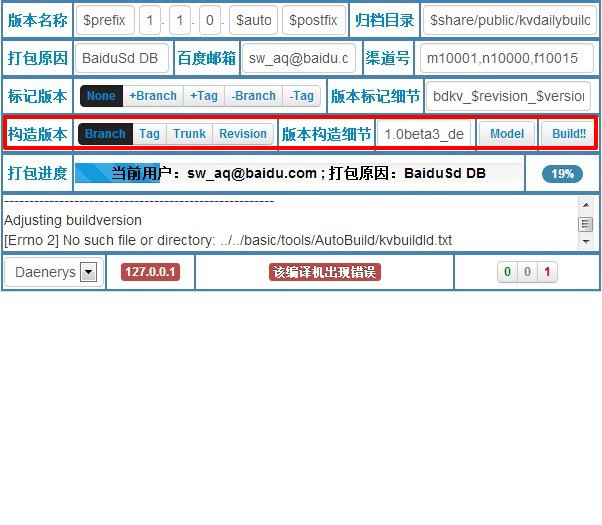 版本名称 $prefix 1 . 1 . 0 . $auto $postfix 归档目录 $share/public/kvdailybuild
打包原因 BaiduSd DB 百度邮箱 sw_aq@baidu.c 渠道号 m10001,n10000,f10015
标记版本 None +Branch +Tag -Branch -Tag 版本标记细节 bdkv_$revision_$version
构造版本 Branch Tag Trunk Revision 版本构造细节 1.0beta3_de Model Build!!
打包进度 当前用户：sw_aq@baidu.com ; 打包原因：BaiduSd DB 19%
------------------------------------------------------
Adjusting buildversion
[Errno 2] No such file or directory: ../../basic/tools/AutoBuild/kvbuildid.txt
Daenerys 127.0.0.1 该编译机出现错误 0 0 1